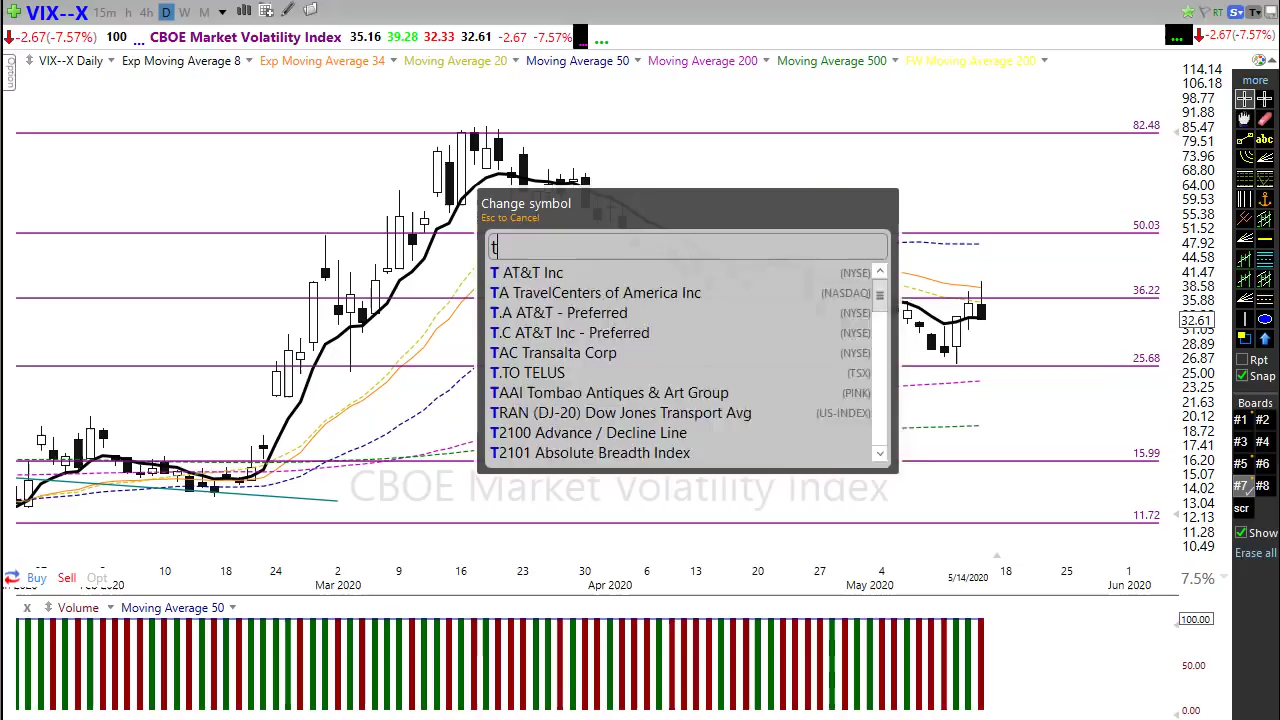 VIX--X 15m h 4h D W M
-2.67(-7.57%) 100 ... CBOE Market Volatility Index 35.16 39.28 32.33 32.61 -2.67 -7.57% ... ...
... -2.67(-7.57%)
RT S T
Option
VIX--X Daily Exp Moving Average 8 Exp Moving Average 34 Moving Average 20 Moving Average 50 Moving Average 200 Moving Average 500 FW Moving Average 200
114.14
106.18
98.77
91.88
85.47
79.51
73.96
68.80
64.00
59.53
55.38
51.52
47.92
44.58
41.47
38.58
35.88
32.61
31.05
28.89
26.87
25.00
23.25
21.63
20.12
18.72
17.41
16.20
15.07
14.02
13.04
12.13
11.28
10.49
82.48
50.03
36.22
25.68
15.99
11.72
Change symbol
Esc to Cancel
t
T AT&T Inc (NYSE)
TA TravelCenters of America Inc (NASDAQ)
T.A AT&T - Preferred (NYSE)
T.C AT&T Inc - Preferred (NYSE)
TAC Transalta Corp (NYSE)
T.TO TELUS (TSX)
TAAI Tombao Antiques & Art Group (PINK)
TRAN (DJ-20) Dow Jones Transport Avg (US-INDEX)
T2100 Advance / Decline Line
T2101 Absolute Breadth Index
CBOE Market Volatility Index
more
abc
Rpt
Snap
Boards
#1 #2
#3 #4
#5 #6
#7 #8
scr
Show
Erase all
10 18 24 2 9 16 23 30 6 13 20 27 4 5/14/2020 18 25 1
2020 Mar 2020 Apr 2020 May 2020 Jun 2020
Buy Sell Opt
7.5%
X Volume Moving Average 50
100.00
50.00
0.00